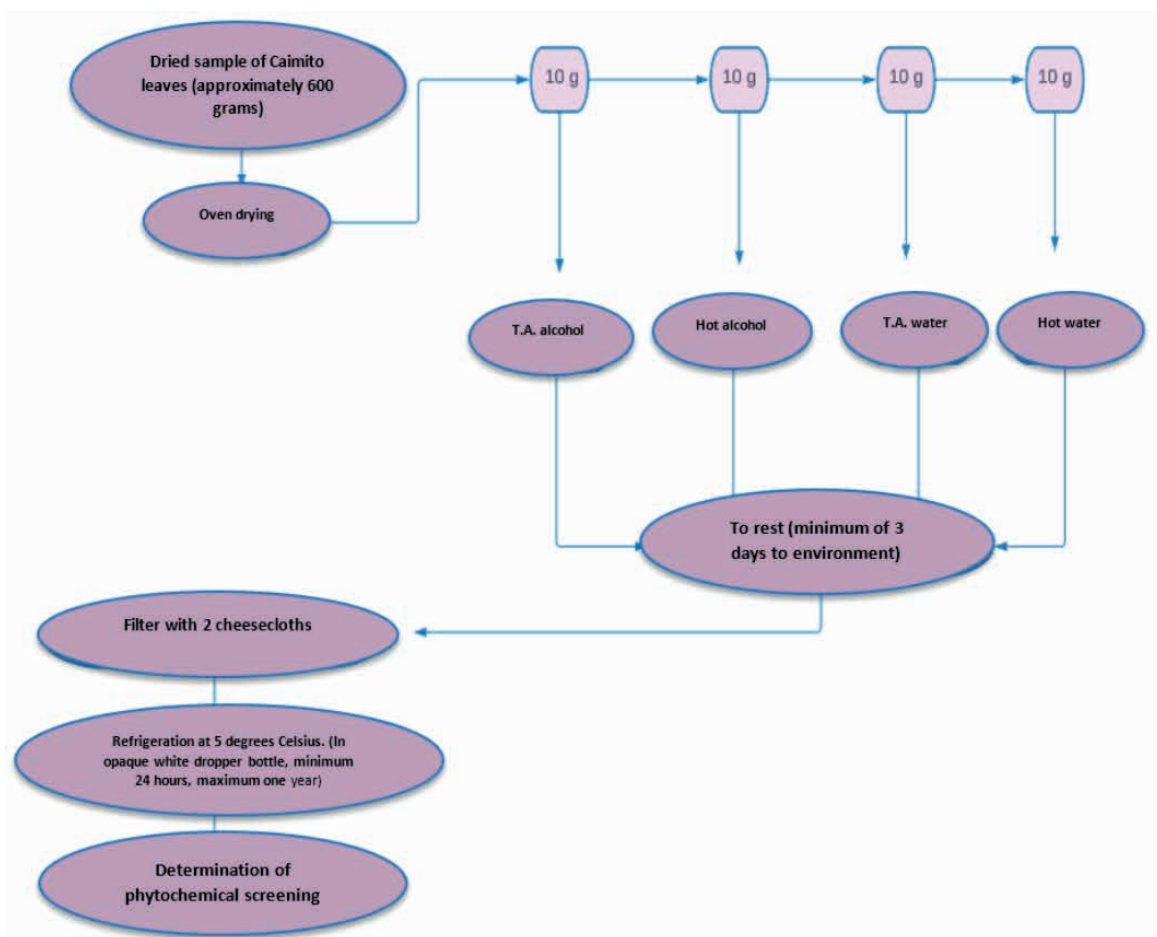 Dried sample of Caimito
leaves (approximately 600
grams)
10 g
10 g
10 g
10 g
Oven drying
T.A. alcohol
Hot alcohol
T.A. water
Hot water
To rest (minimum of 3
days to environment)
Filter with 2 cheesecloths
Refrigeration at 5 degrees Celsius. (In
opaque white dropper bottle, minimum
24 hours, maximum one year)
Determination of
phytochemical screening